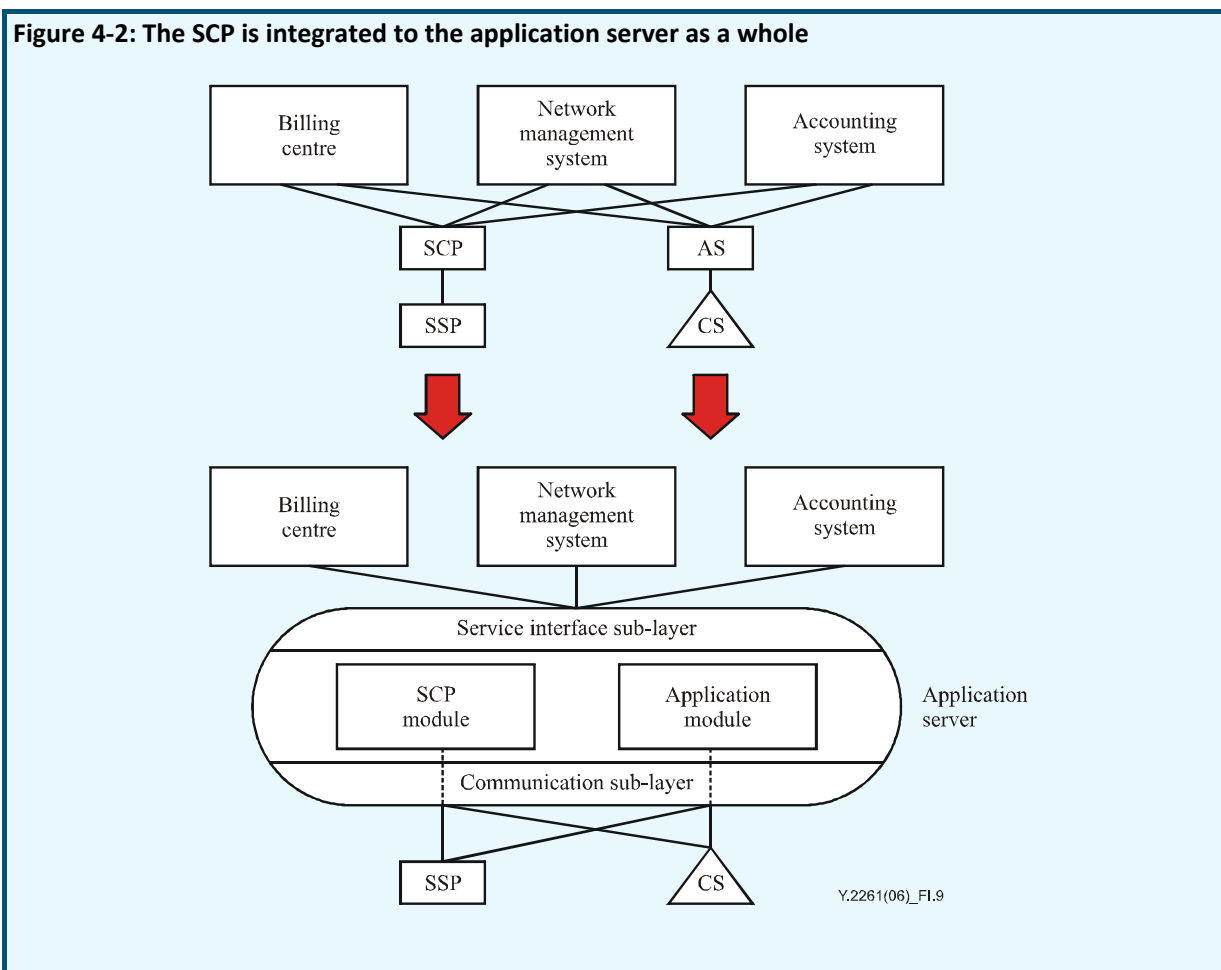 Figure 4-2: The SCP is integrated to the application server as a whole
Billing
centre
Network
management
system
Accounting
system
SCP
AS
SSP
CS
Billing
centre
Network
management
system
Accounting
system
Service interface sub-layer
SCP
module
Application
module
Application
server
Communication sub-layer
SSP
CS
Y.2261(06)_FI.9